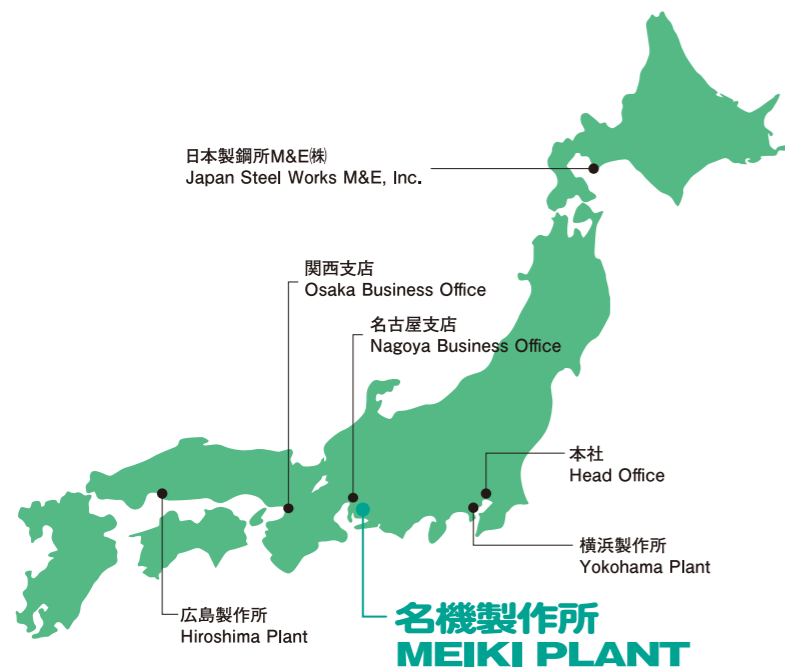 日本製鋼所M&E㈱
Japan Steel Works M&E, Inc.
関西支店
Osaka Business Office
名古屋支店
Nagoya Business Office
本社
Head Office
横浜製作所
Yokohama Plant
広島製作所
Hiroshima Plant
名機製作所
MEIKI PLANT